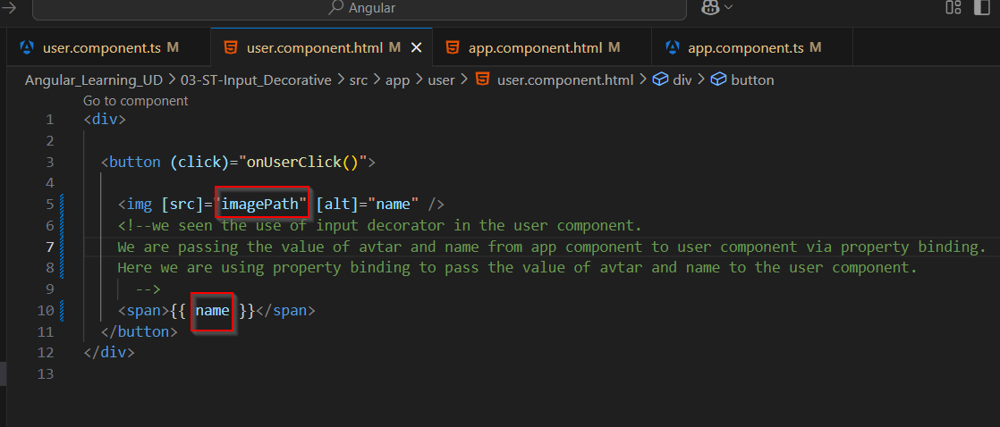 Angular
user.component.ts M
user.component.html M
app.component.html M
app.component.ts M
Angular_Learning_UD > 03-ST-Input_Decorative > src > app > user > user.component.html > div > button
Go to component
1 <div>
2
3 <button (click)="onUserClick()">
4
5 <img [src]="imagePath" [alt]="name" />
6 <!--we seen the use of input decorator in the user component.
7 We are passing the value of avtar and name from app component to user component via property binding.
8 Here we are using property binding to pass the value of avtar and name to the user component.
9 -->
10 <span>{{ name }}</span>
11 </button>
12 </div>
13